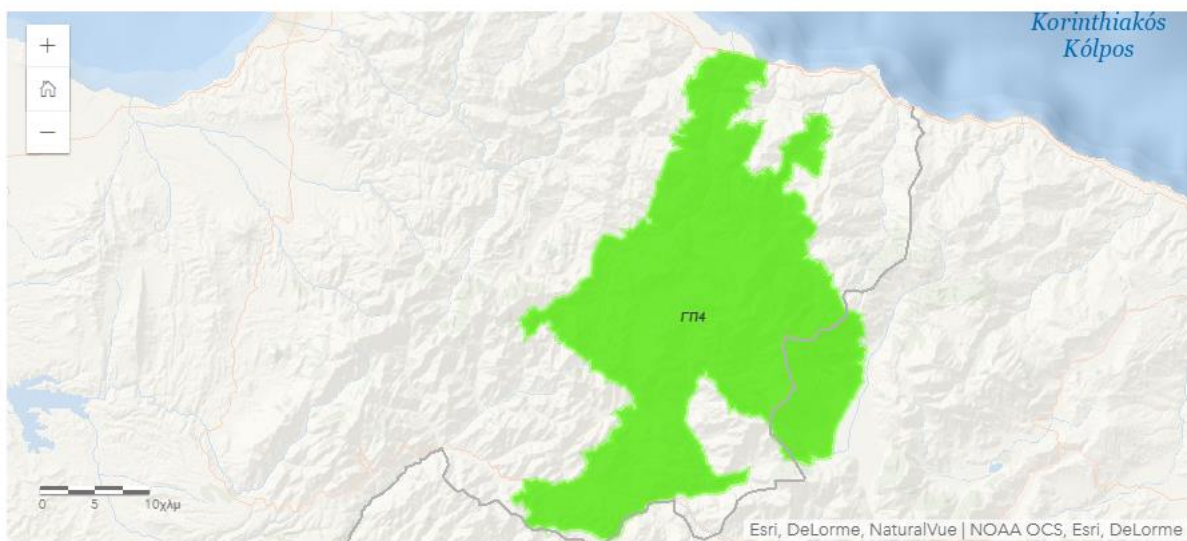 Korinthiakós
Kólpos
+
−
ΓΠ4
0 5 10χλμ
Esri, DeLorme, NaturalVue | NOAA OCS, Esri, DeLorme